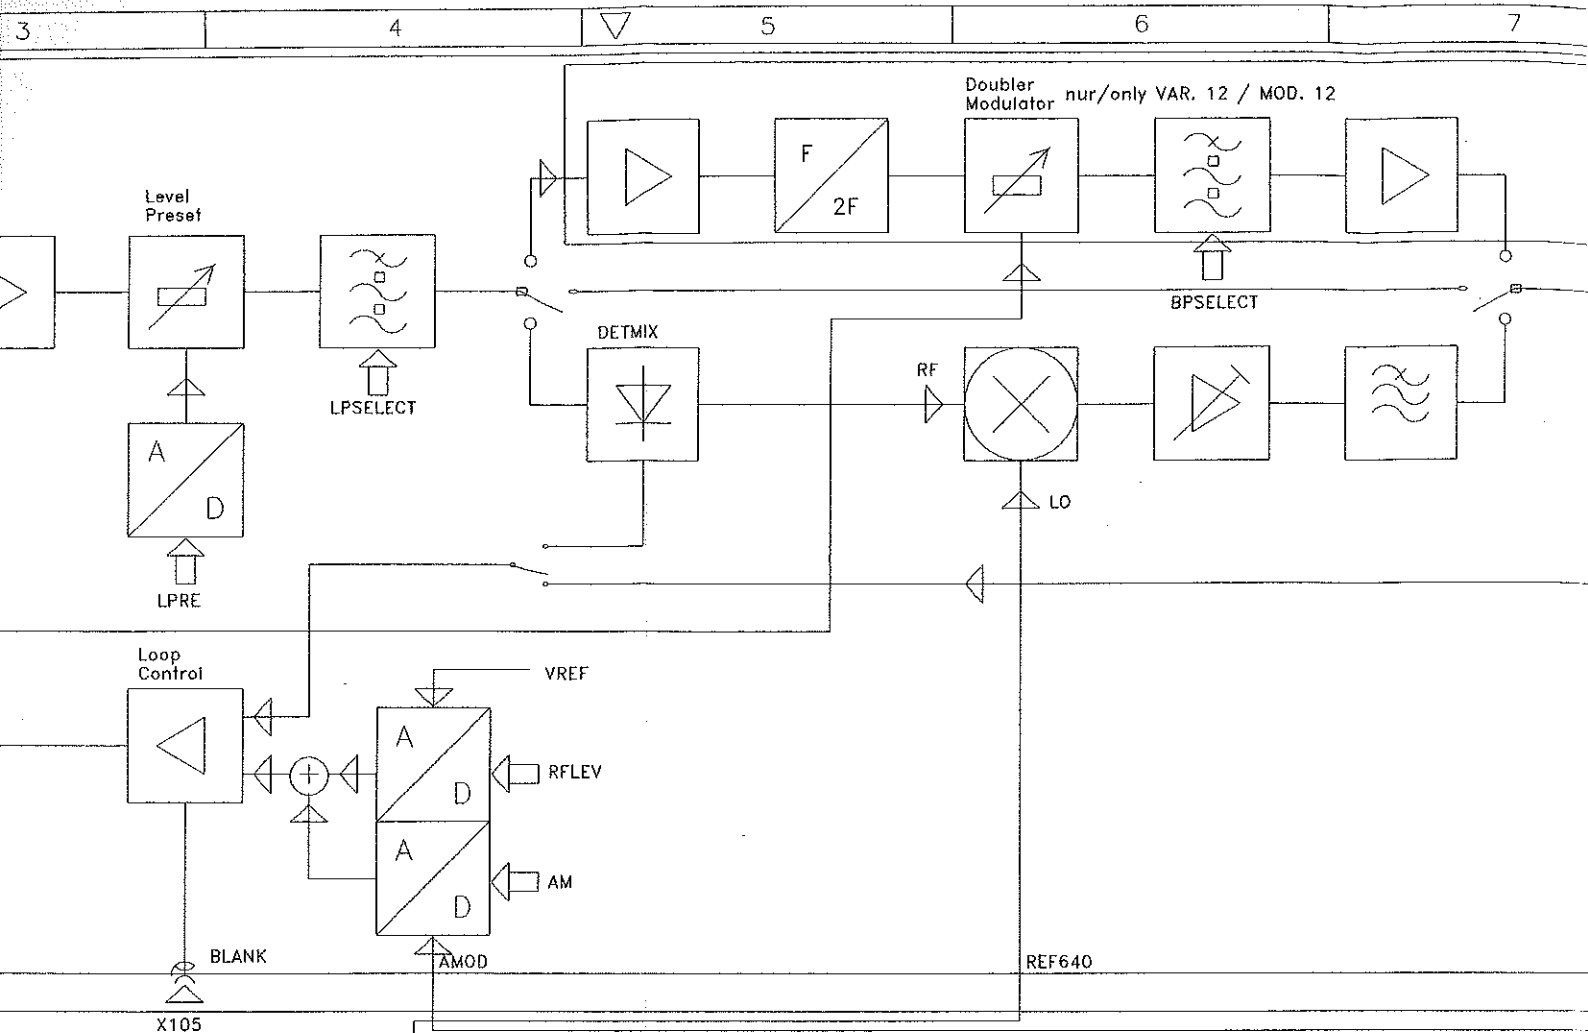 3
4
5
6
7
Doubler
Modulator nur/only VAR. 12 / MOD. 12
F
2F
Level
Preset
BPSELECT
DETMIX
RF
LPSELECT
A
D
LO
LPRE
Loop
Control
VREF
A
D
RFLEV
A
D
AM
BLANK
AMOD
REF640
X105